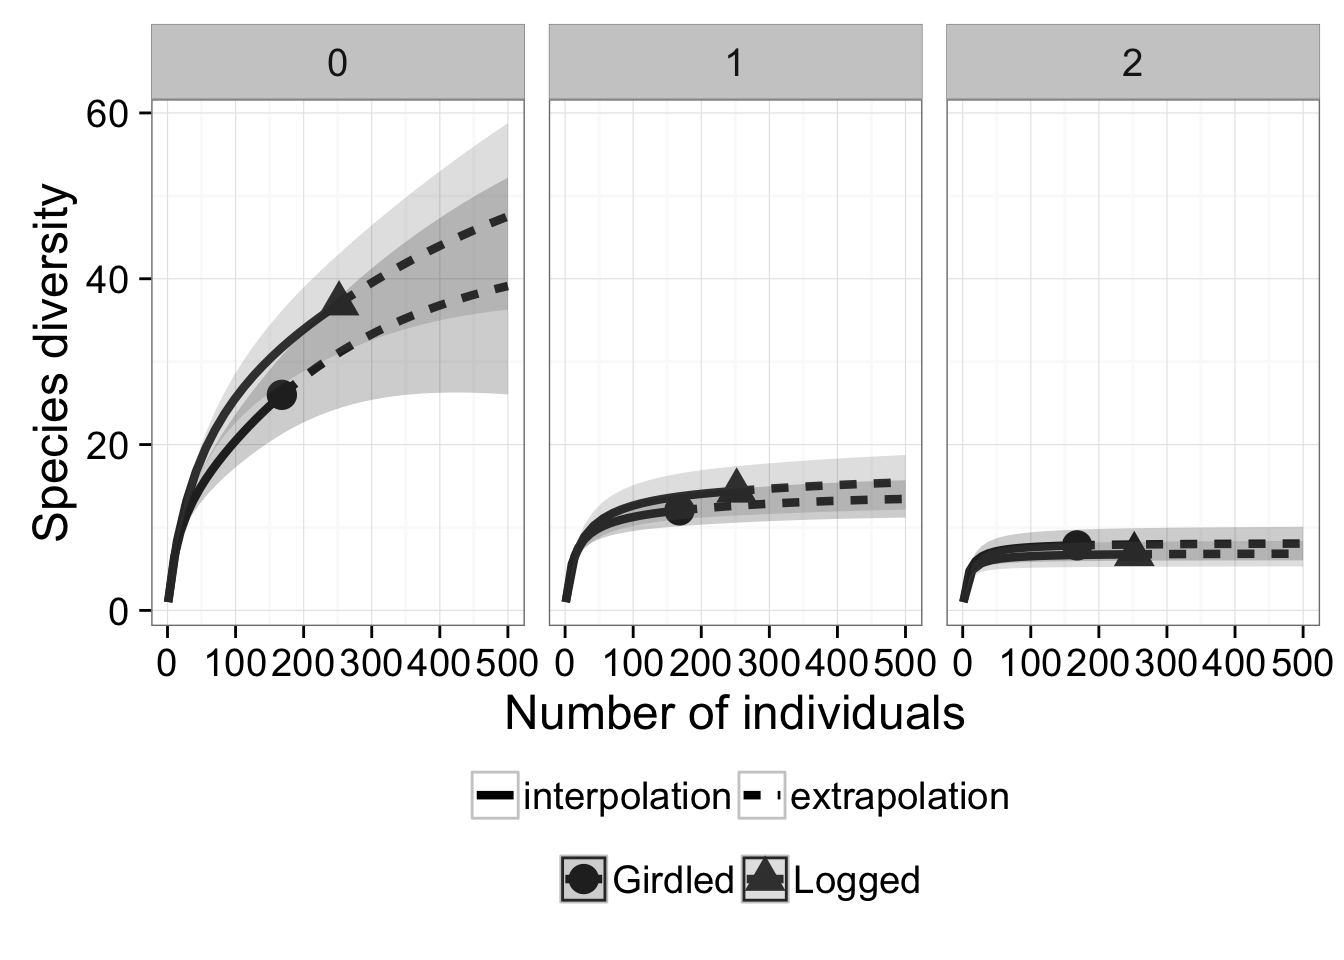 0 1 2
60
40
20
0
Species diversity
0 100 200 300 400 500 0 100 200 300 400 500 0 100 200 300 400 500
Number of individuals
interpolation extrapolation
Girdled Logged